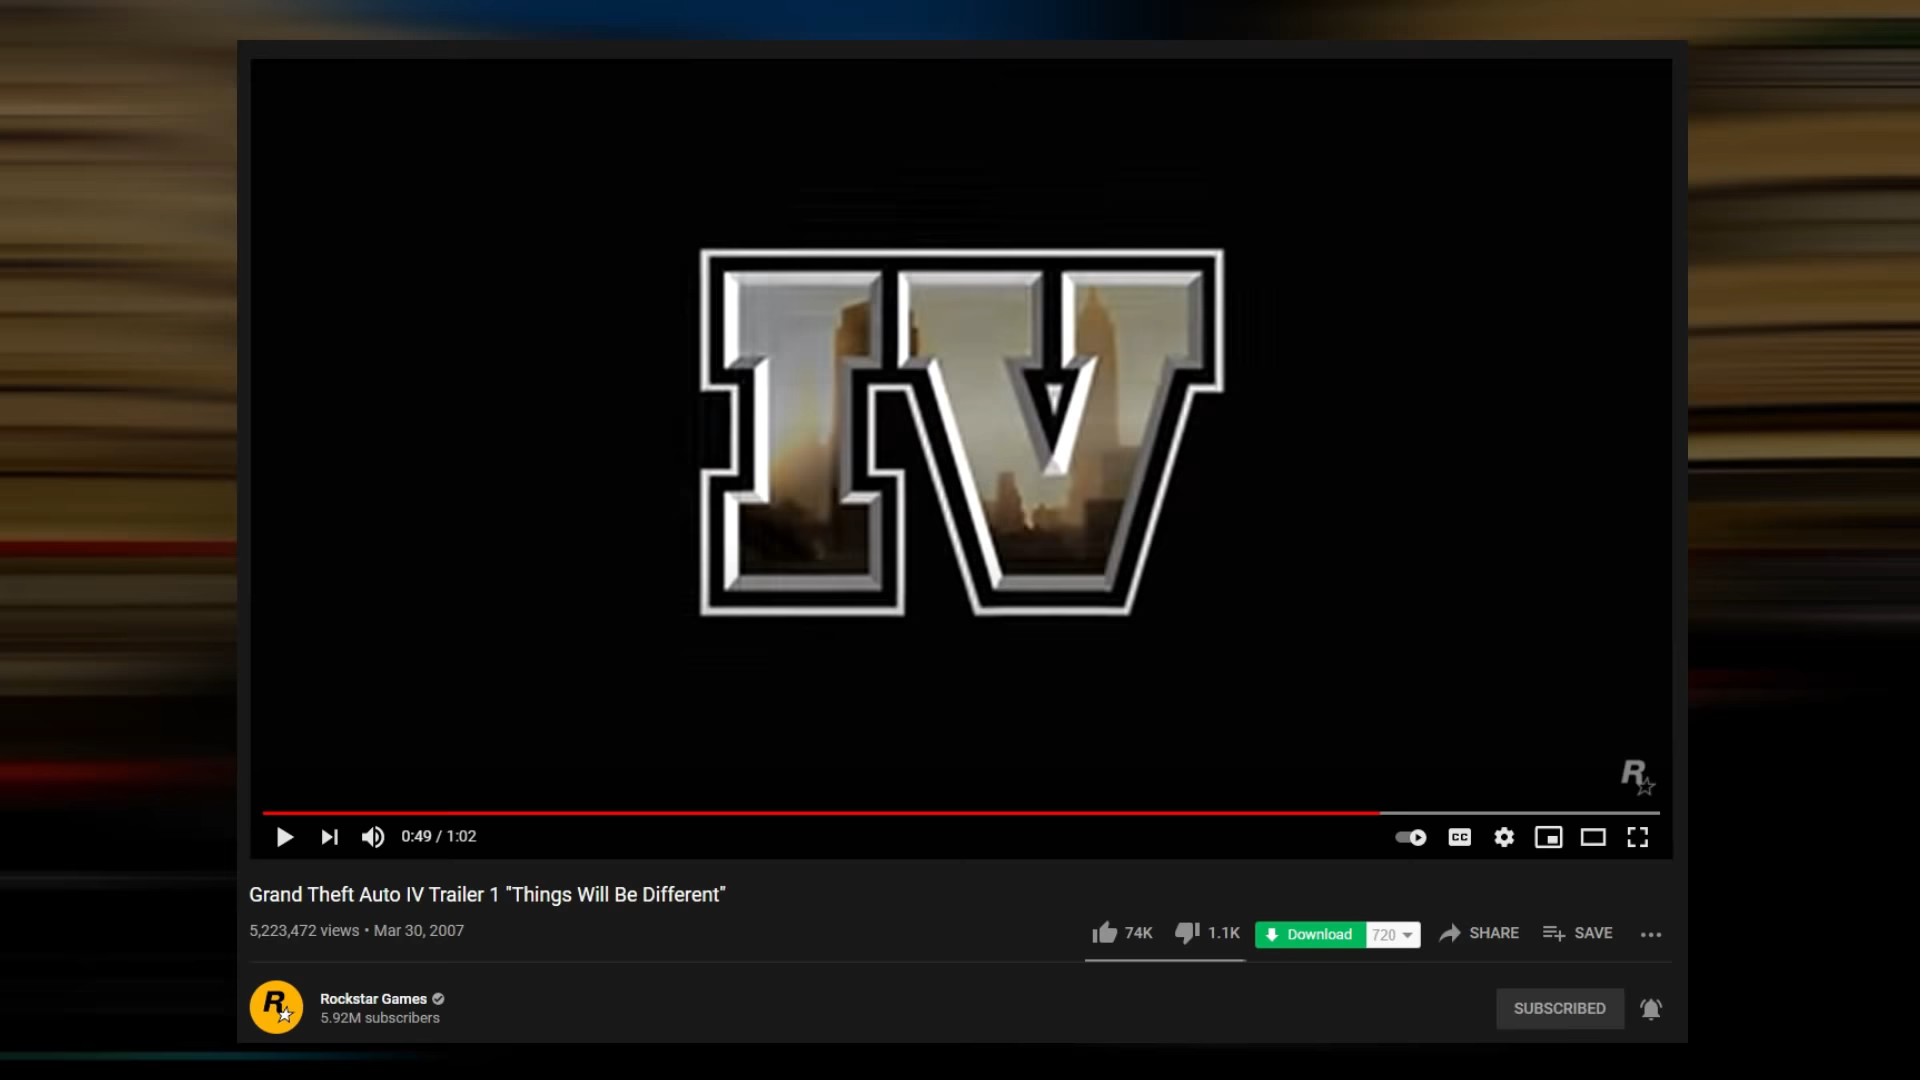 IV
R
0:49 / 1:02
CC
Grand Theft Auto IV Trailer 1 "Things Will Be Different"
5,223,472 views • Mar 30, 2007
74K 1.1K Download 720 SHARE SAVE
R
Rockstar Games
5.92M subscribers
SUBSCRIBED